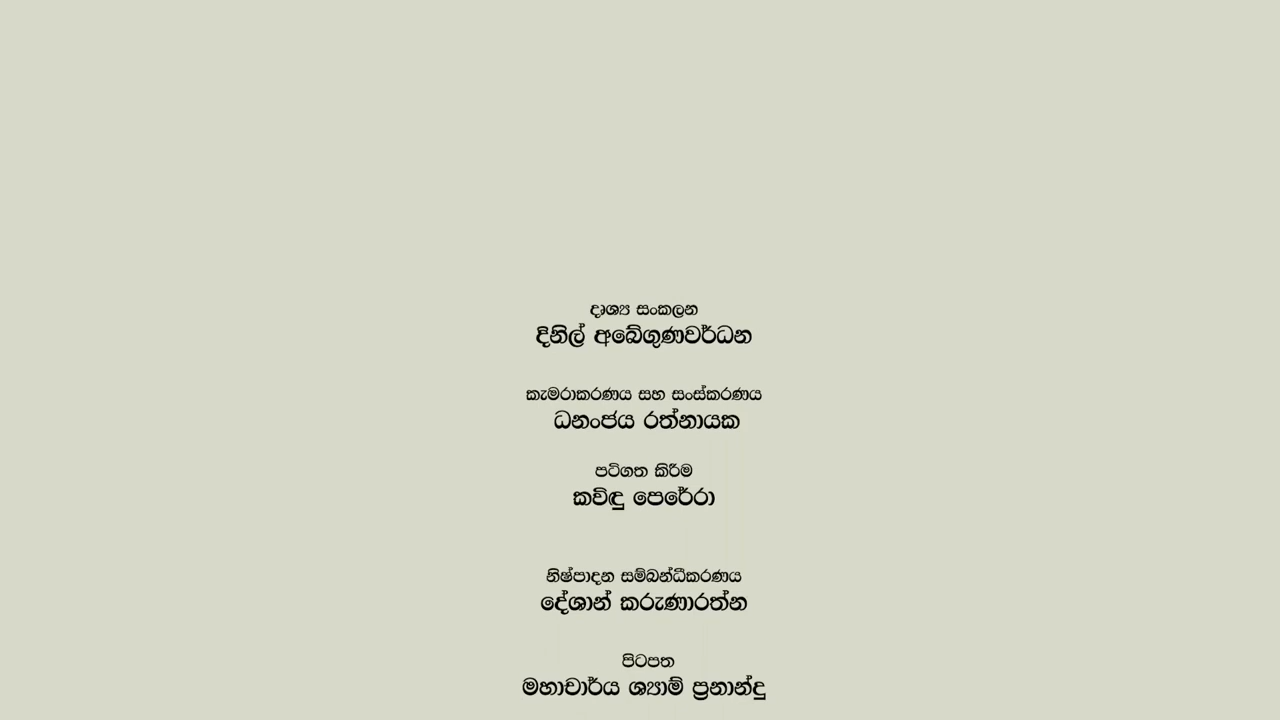 දෘශ්‍ය සංකලන
දිනිල් අබේගුණවර්ධන
කැමරාකරණය සහ සංස්කරණය
ධනංජය රත්නායක
පටිගත කිරීම
කවිඳු පෙරේරා
නිෂ්පාදන සම්බන්ධීකරණය
දේශාන් කරුණාරත්න
පිටපත
මහාචාර්ය ශ්‍යාම් ප්‍රනාන්දු